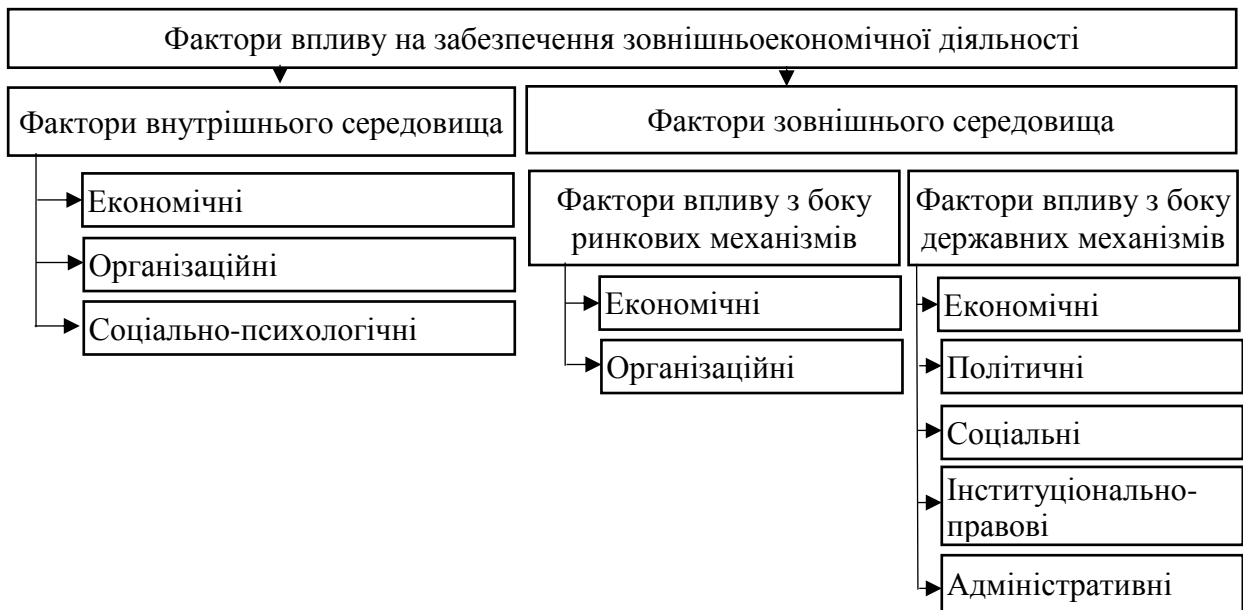 Фактори впливу на забезпечення зовнішньоекономічної діяльності
Фактори внутрішнього середовища
Економічні
Організаційні
Соціально-психологічні
Фактори зовнішнього середовища
Фактори впливу з боку
ринкових механізмів
Економічні
Організаційні
Фактори впливу з боку
державних механізмів
Економічні
Політичні
Соціальні
Інституціонально-
правові
Адміністративні